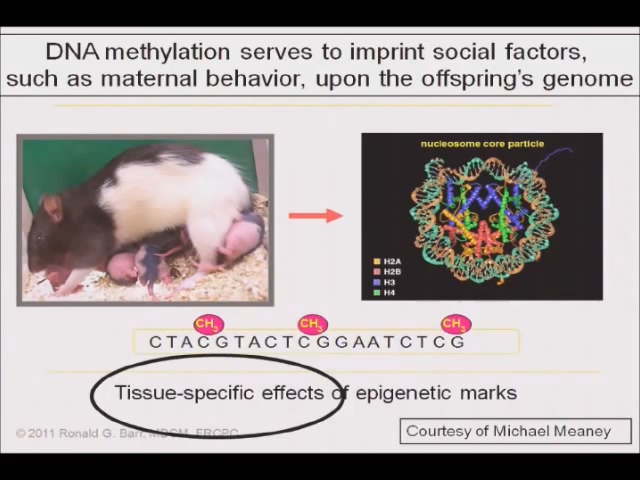 DNA methylation serves to imprint social factors,
such as maternal behavior, upon the offspring's genome
nucleosome core particle
H2A
H2B
H3
H4
CH3 CH3 CH3
CTACGTACTCGGAATCTCG
Tissue-specific effects of epigenetic marks
© 2011 Ronald G. Barr, MDCM, FRCPC
Courtesy of Michael Meaney